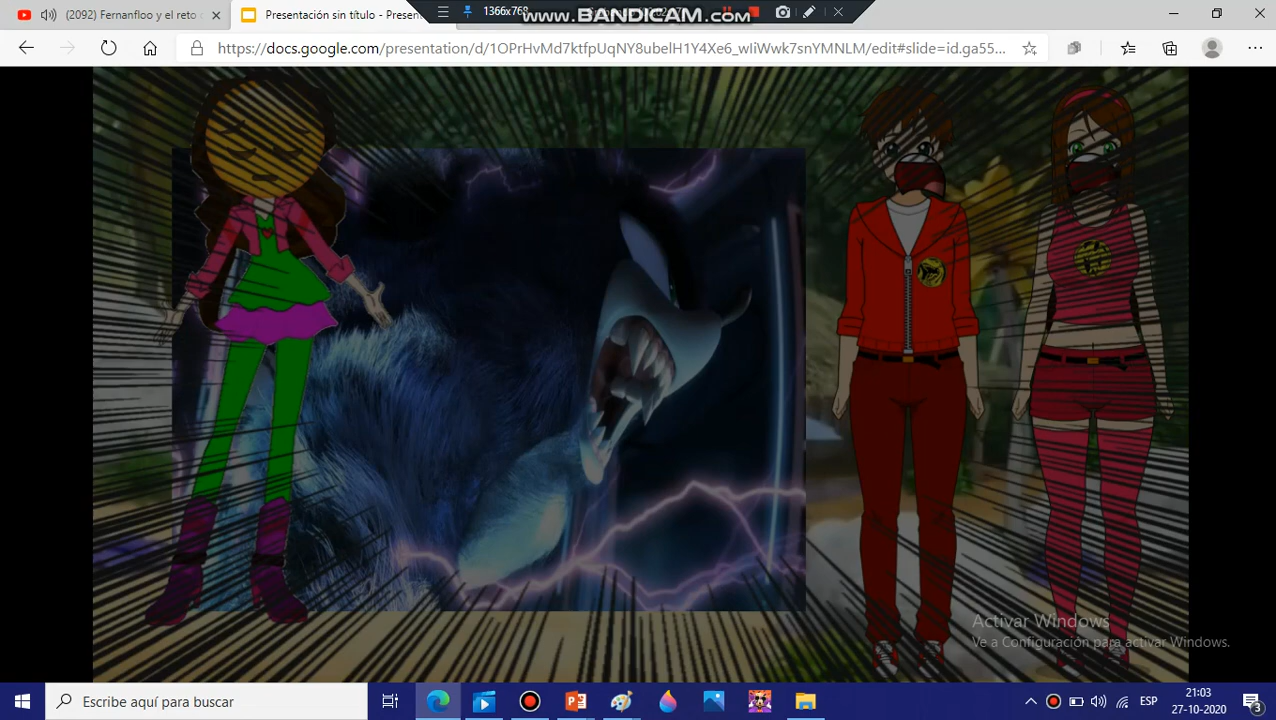 (2092) Fernanfloo y el retrato
Presentación sin título - Presen
1366x768
www.BANDICAM.com
https://docs.google.com/presentation/d/1OPrHvMd7ktfpUqNY8ubelH1Y4Xe6_wIiWwk7snYMNLM/edit#slide=id.ga55...
Activar Windows
Ve a Configuración para activar Windows.
Escribe aquí para buscar
ESP
21:03
27-10-2020
3